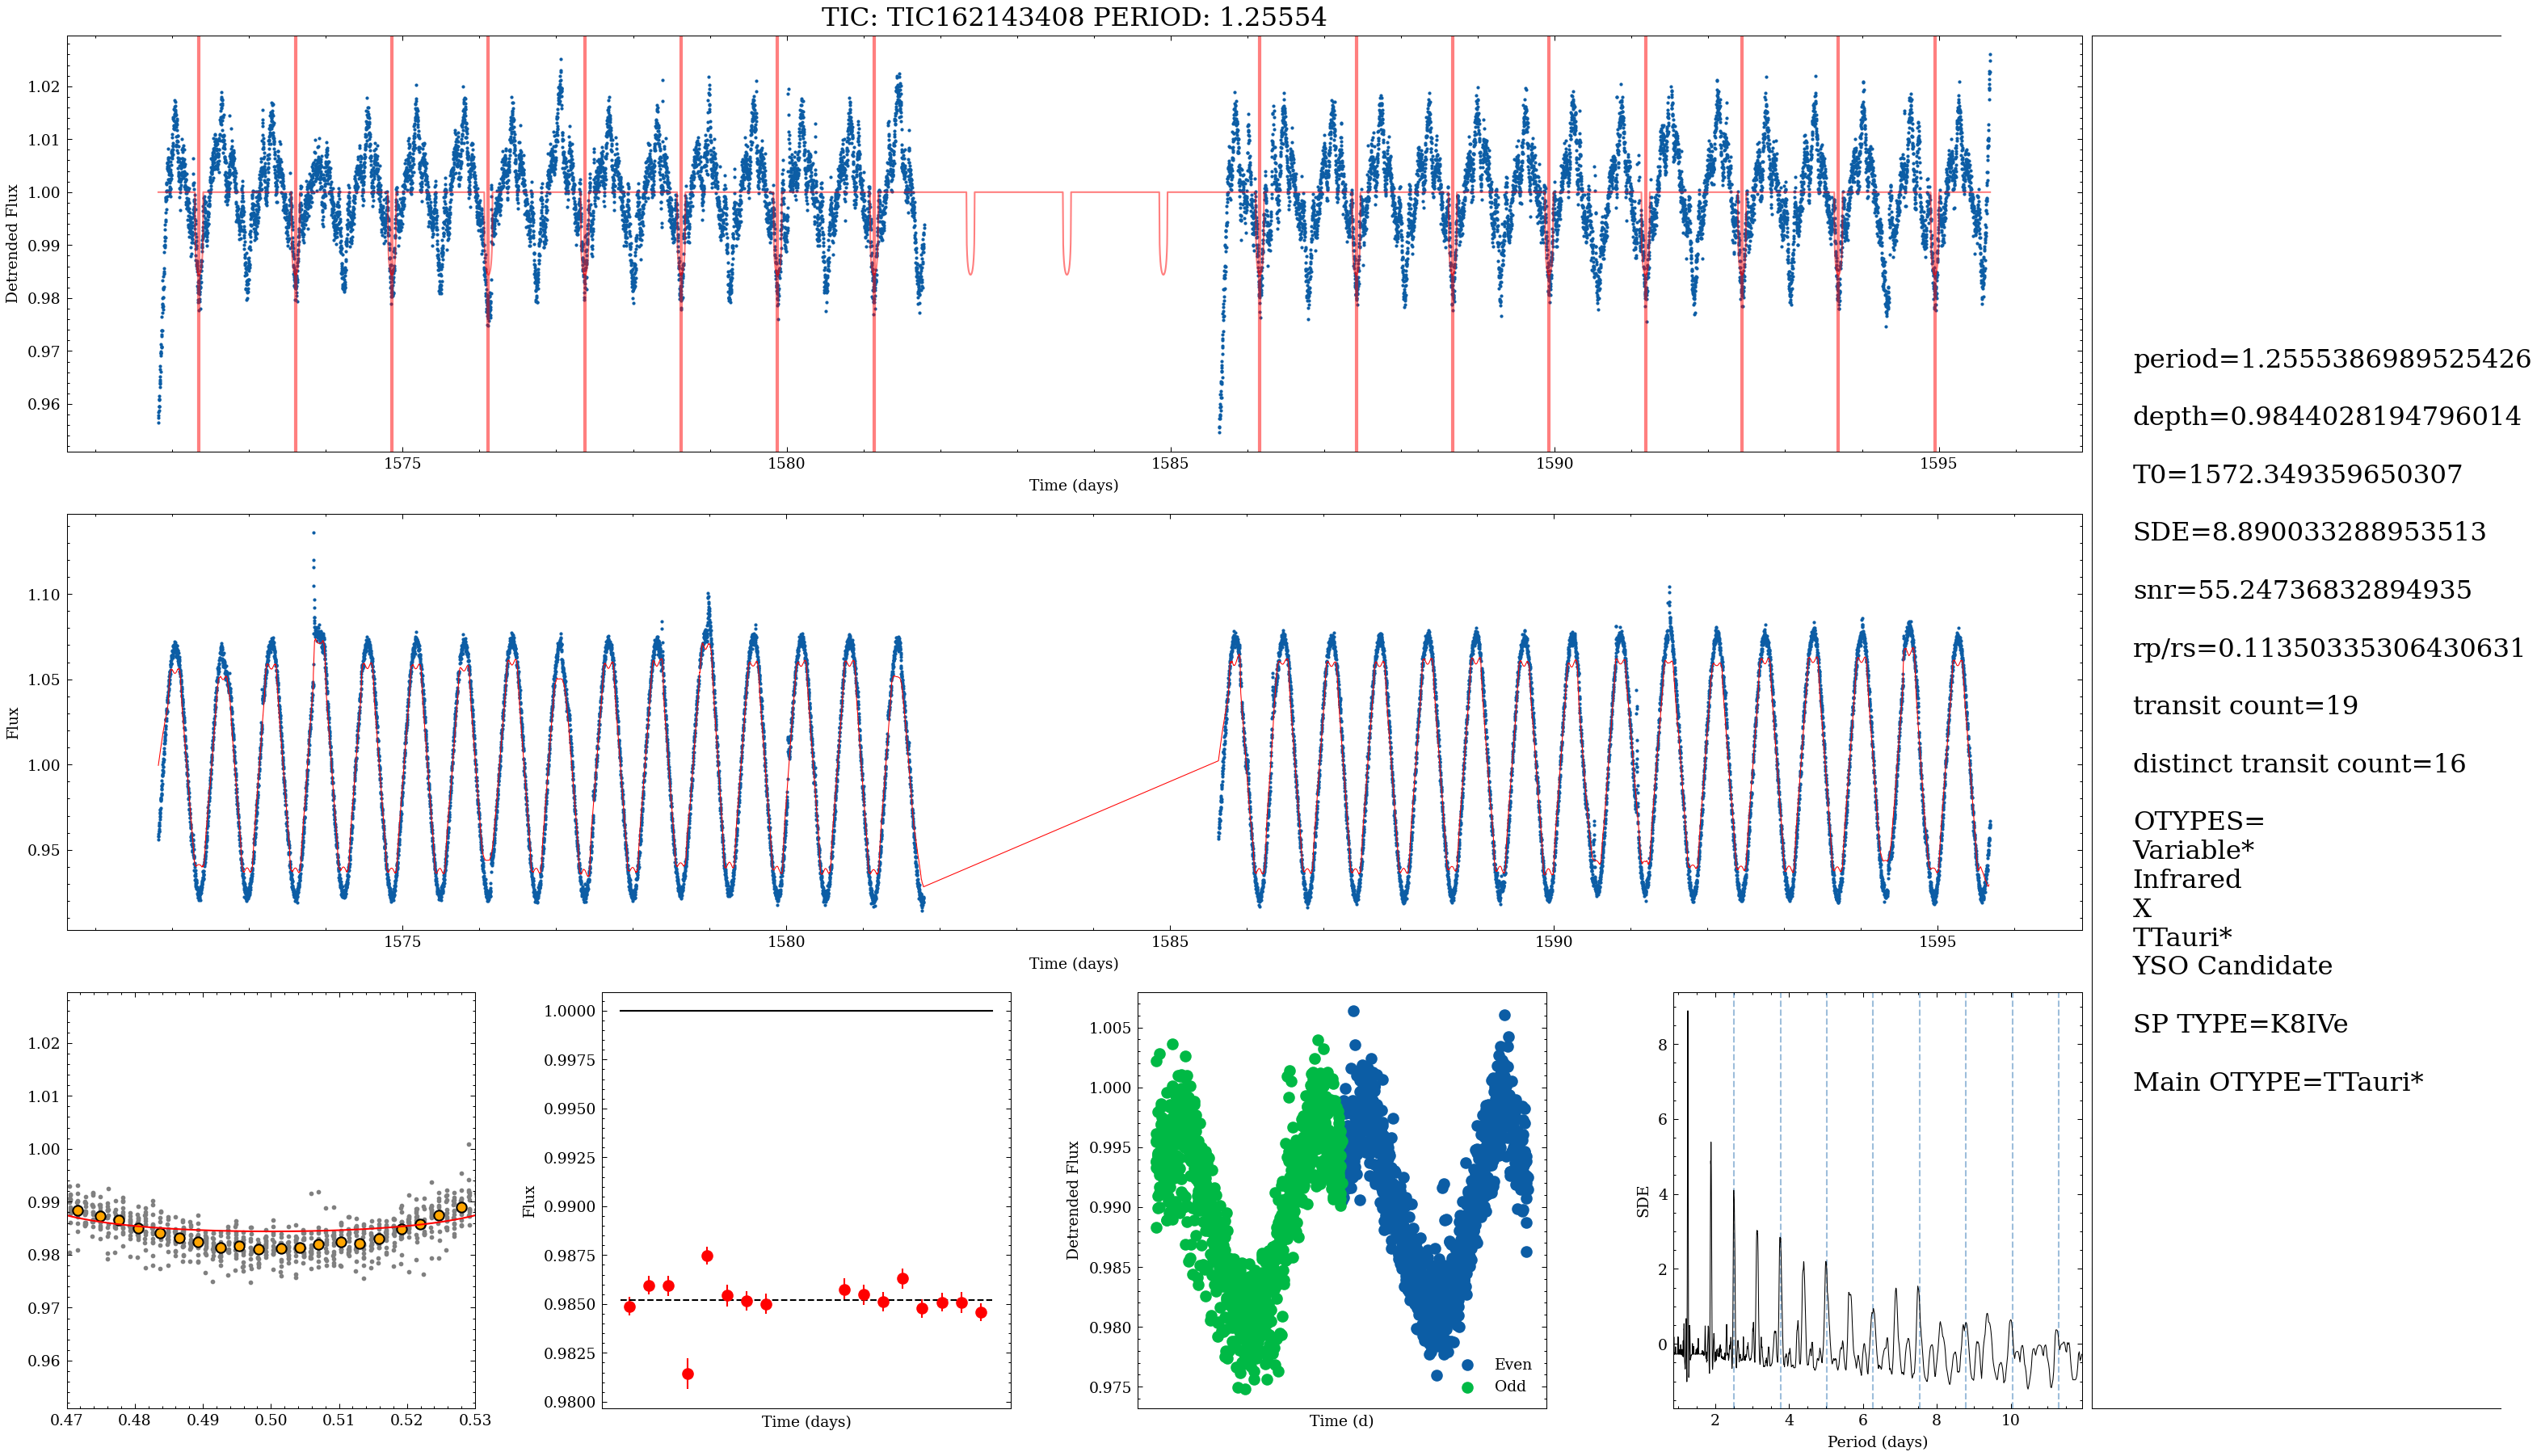 TIC: TIC162143408 PERIOD: 1.25554
Detrended Flux
1.02
1.01
1.00
0.99
0.98
0.97
0.96
1575
1580
1585
1590
1595
Time (days)
Flux
1.10
1.05
1.00
0.95
1575
1580
1585
1590
1595
Time (days)
1.02
1.01
1.00
0.99
0.98
0.97
0.96
0.47
0.48
0.49
0.50
0.51
0.52
0.53
Flux
1.0000
0.9975
0.9950
0.9925
0.9900
0.9875
0.9850
0.9825
0.9800
Time (days)
Detrended Flux
1.005
1.000
0.995
0.990
0.985
0.980
0.975
Even
Odd
Time (d)
SDE
8
6
4
2
0
2
4
6
8
10
Period (days)
period=1.2555386989525426
depth=0.9844028194796014
T0=1572.349359650307
SDE=8.890033288953513
snr=55.24736832894935
rp/rs=0.11350335306430631
transit count=19
distinct transit count=16
OTYPES=
Variable*
Infrared
X
TTauri*
YSO Candidate
SP TYPE=K8IVe
Main OTYPE=TTauri*